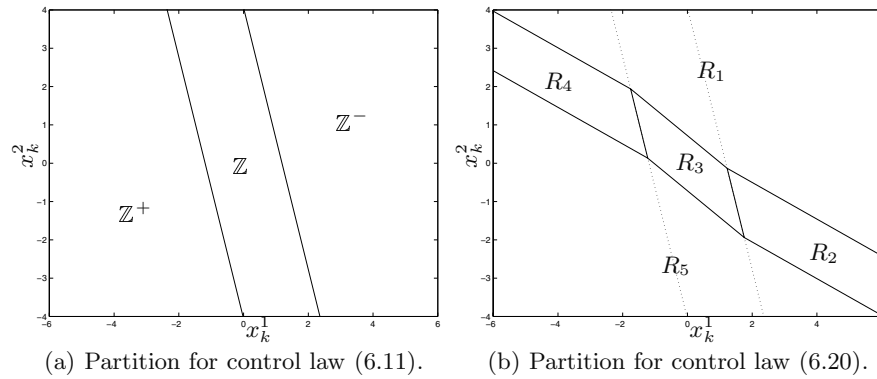 4
3
2
1
0
−1
−2
−3
−4
−6
−4
−2
0
2
4
6
x_k^2
x_k^1
ℤ^+
ℤ
ℤ^−
(a) Partition for control law (6.11).
4
3
2
1
0
−1
−2
−3
−4
−6
−4
−2
0
2
4
x_k^2
x_k^1
R_1
R_4
R_3
R_2
R_5
(b) Partition for control law (6.20).